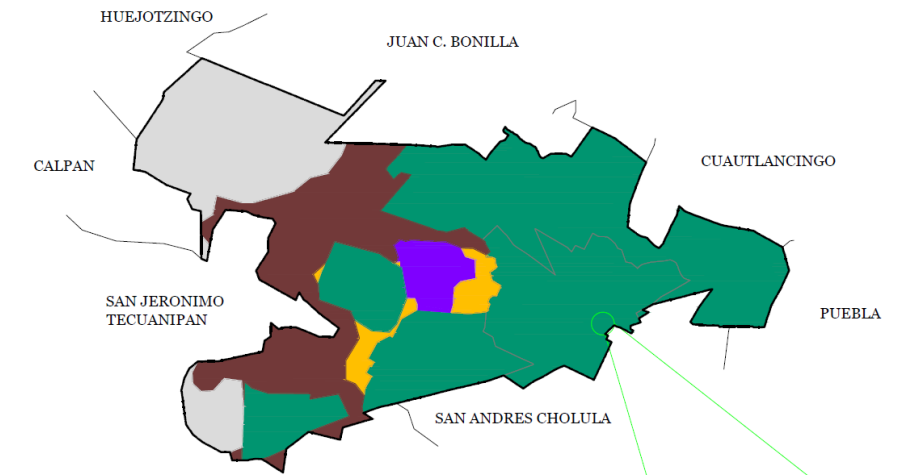 HUEJOTZINGO
JUAN C. BONILLA
CUAUTLANCINGO
CALPAN
SAN JERONIMO
TECUANIPAN
PUEBLA
SAN ANDRES CHOLULA